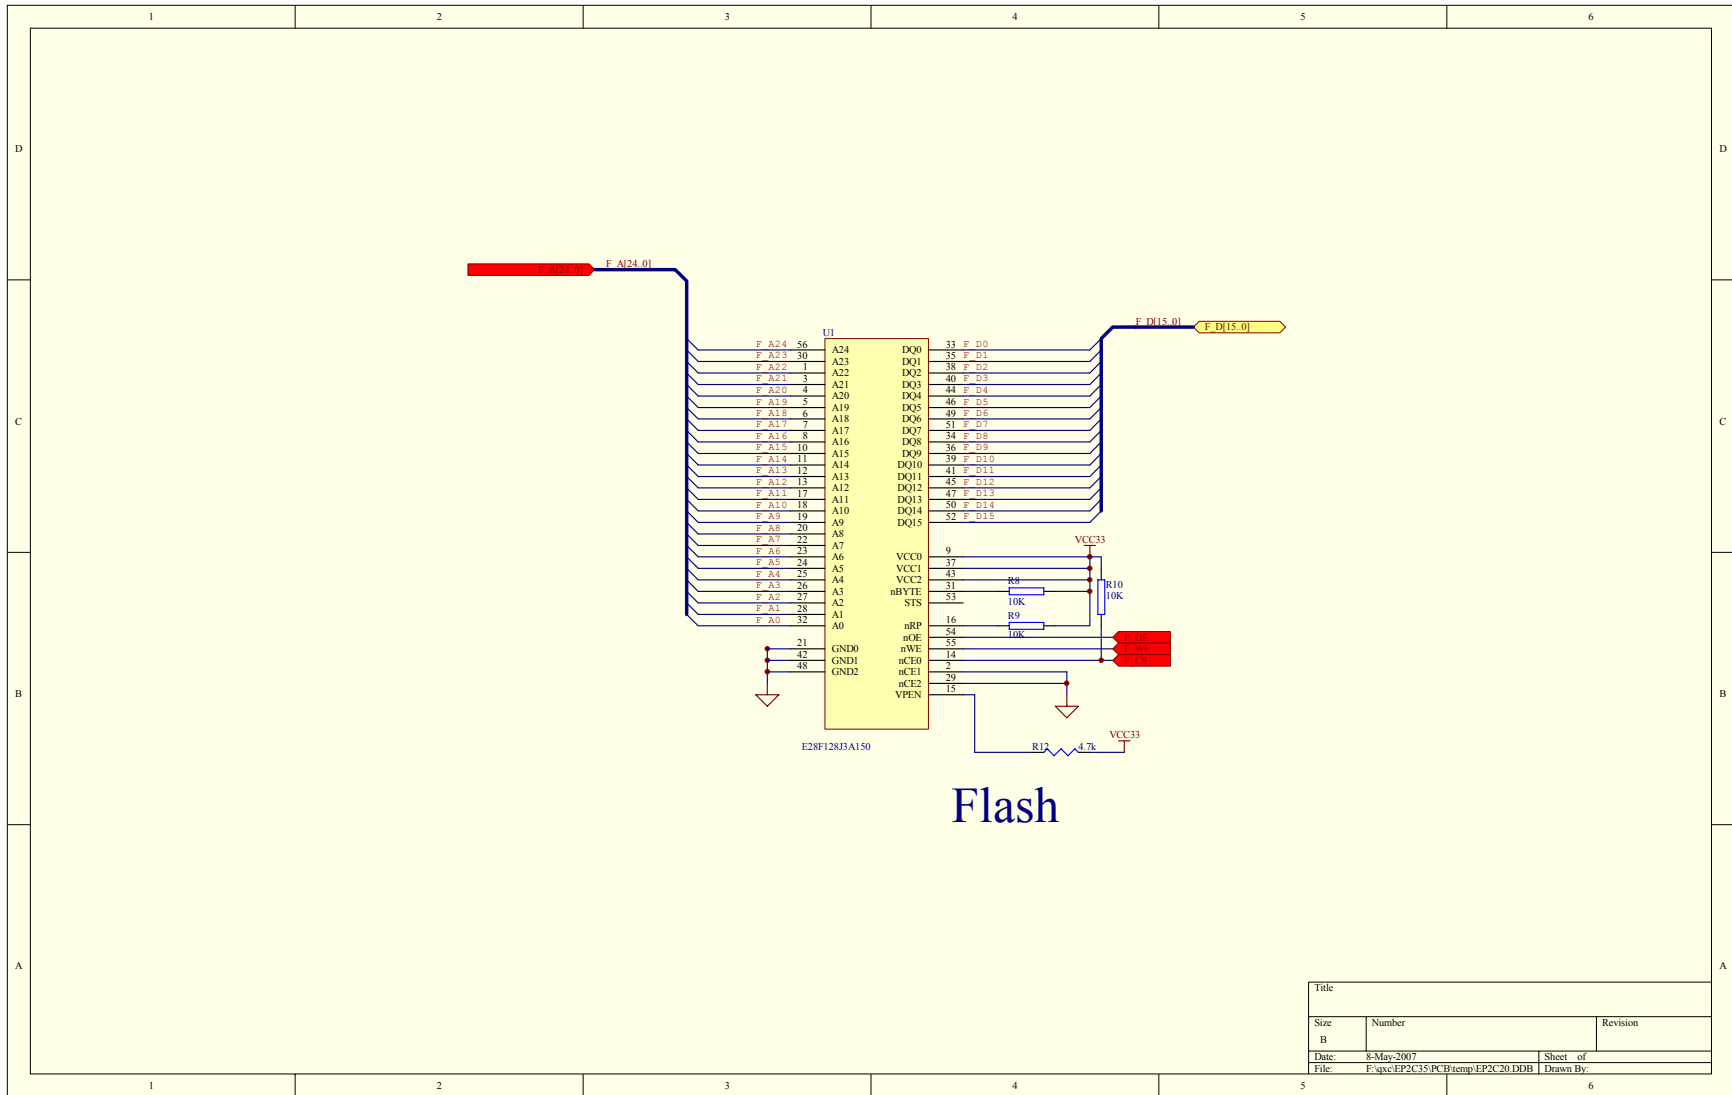 1 2 3 4 5 6
D D
F_A[24..0] F_A[24..0]
F_D[15..0] F_D[15..0]
U1
F_A24 56 A24 DQ0 33 F_D0
F_A23 30 A23 DQ1 35 F_D1
F_A22 1 A22 DQ2 38 F_D2
F_A21 3 A21 DQ3 40 F_D3
F_A20 4 A20 DQ4 44 F_D4
F_A19 5 A19 DQ5 46 F_D5
F_A18 6 A18 DQ6 49 F_D6
C C
F_A17 7 A17 DQ7 51 F_D7
F_A16 8 A16 DQ8 34 F_D8
F_A15 10 A15 DQ9 36 F_D9
F_A14 11 A14 DQ10 39 F_D10
F_A13 12 A13 DQ11 41 F_D11
F_A12 13 A12 DQ12 45 F_D12
F_A11 17 A11 DQ13 47 F_D13
F_A10 18 A10 DQ14 50 F_D14
F_A9 19 A9 DQ15 52 F_D15
F_A8 20 A8
F_A7 22 A7 VCC33
F_A6 23 A6 VCC0 9
F_A5 24 A5 VCC1 37
F_A4 25 A4 VCC2 43 R8 R10
F_A3 26 A3 nBYTE 31 10K 10K
F_A2 27 A2 STS 53
F_A1 28 A1 R9
F_A0 32 A0 nRP 16 10K
nOE 54 F_OE
21 GND0 nWE 55 F_WE
42 GND1 nCE0 14 F_CS
48 GND2 nCE1 2
nCE2 29
B B
VPEN 15
VCC33
E28F128J3A150 R12 4.7k
Flash
A A
Title
Size Number Revision
B
Date: 8-May-2007 Sheet of
File: F:\qxc\EP2C35\PCB\temp\EP2C20.DDB Drawn By:
1 2 3 4 5 6